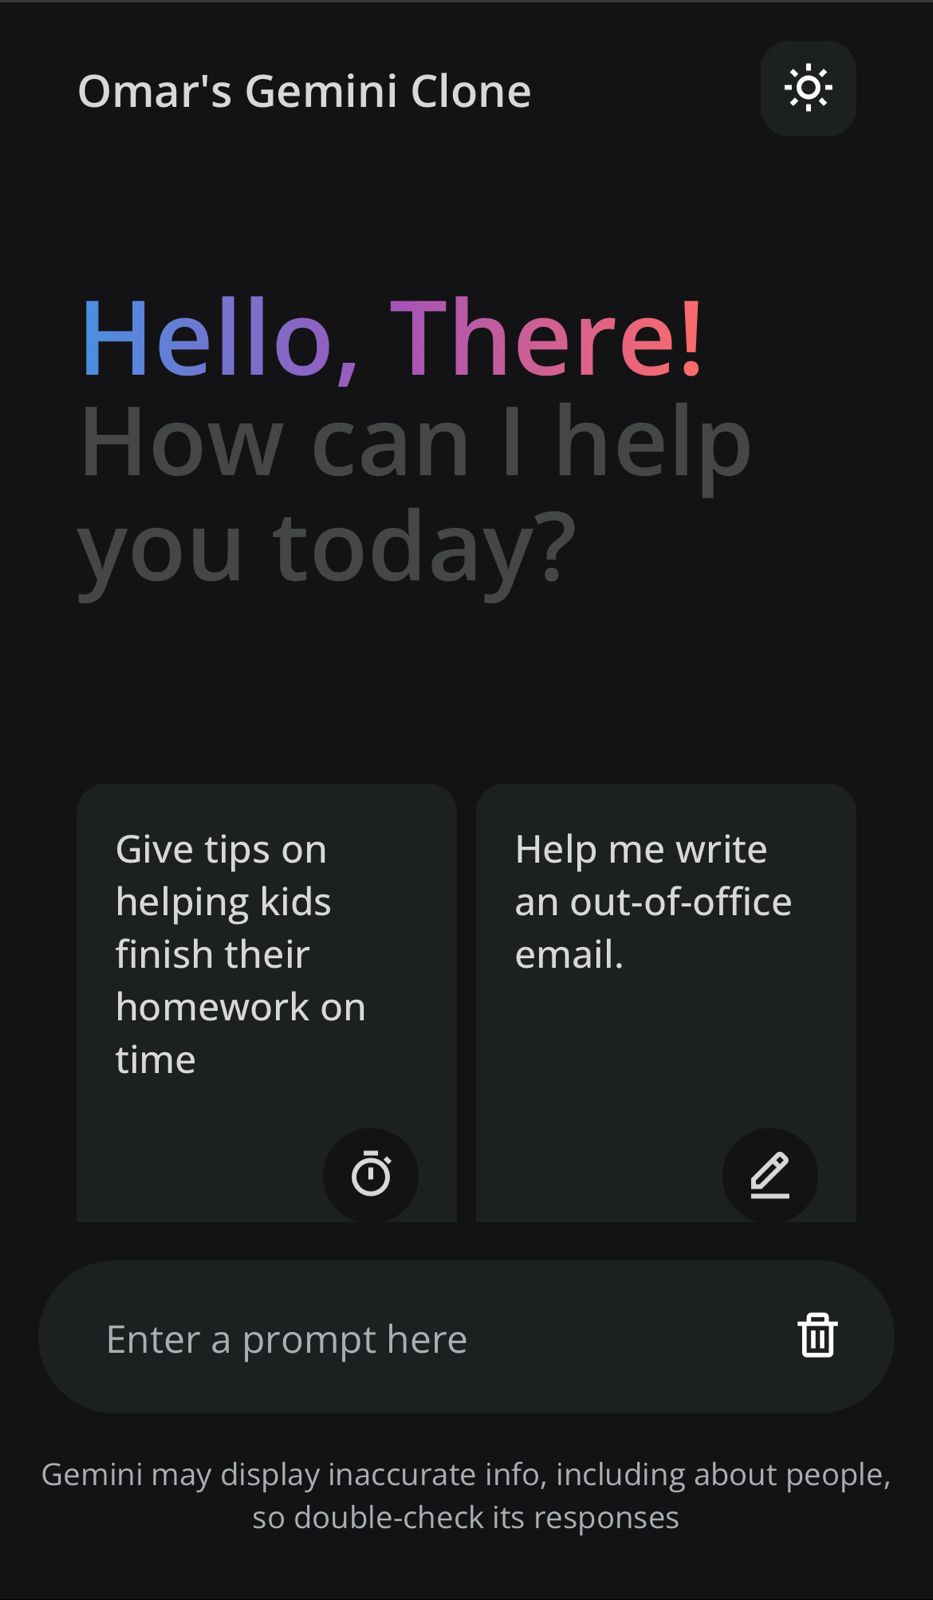 Omar's Gemini Clone
Hello, There!
How can I help
you today?
Give tips on
helping kids
finish their
homework on
time
Help me write
an out-of-office
email.
Enter a prompt here
Gemini may display inaccurate info, including about people,
so double-check its responses